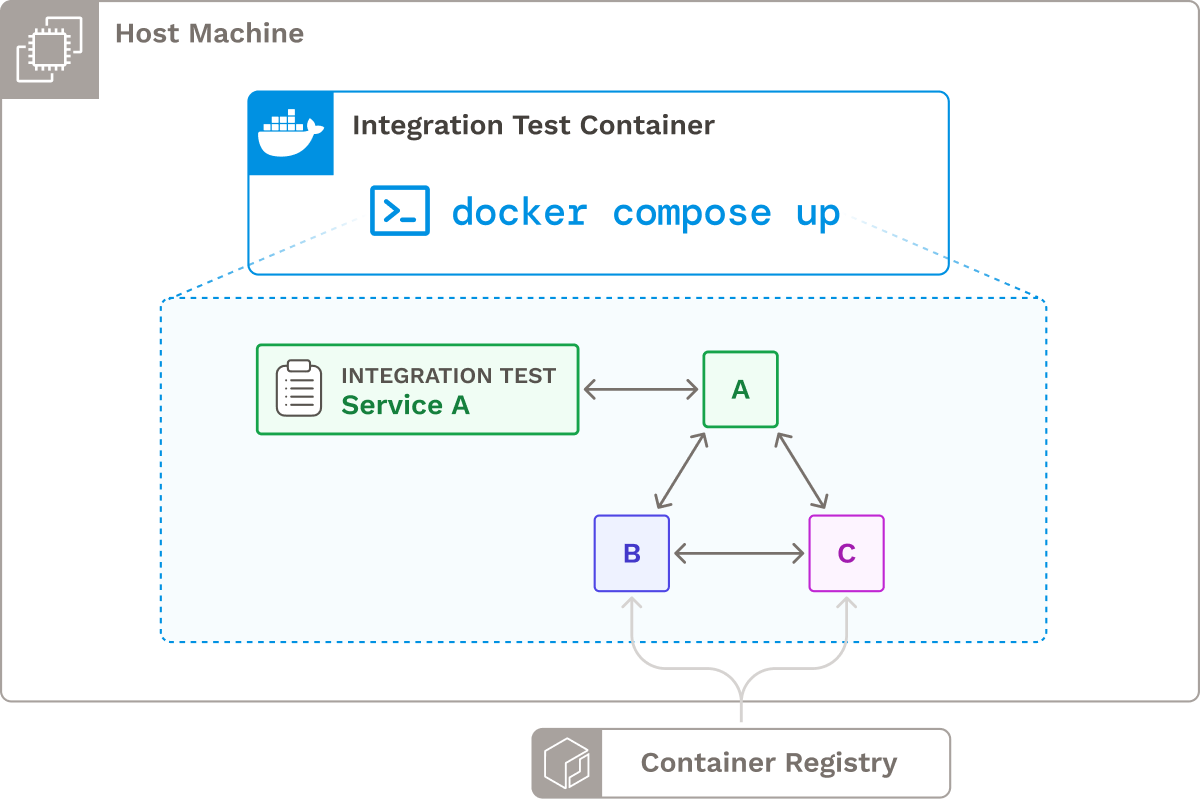 Host Machine
Integration Test Container
>_ docker compose up
INTEGRATION TEST
Service A
A
B
C
Container Registry